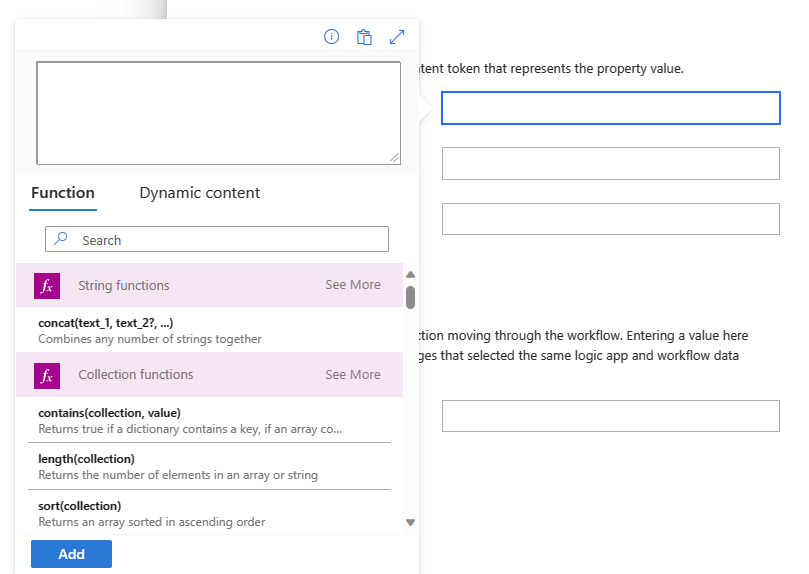 tent token that represents the property value.
Function
Dynamic content
Search
fx String functions See More
concat(text_1, text_2?, ...)
Combines any number of strings together
fx Collection functions See More
contains(collection, value)
Returns true if a dictionary contains a key, if an array co...
length(collection)
Returns the number of elements in an array or string
sort(collection)
Returns an array sorted in ascending order
Add
ction moving through the workflow. Entering a value here
ges that selected the same logic app and workflow data